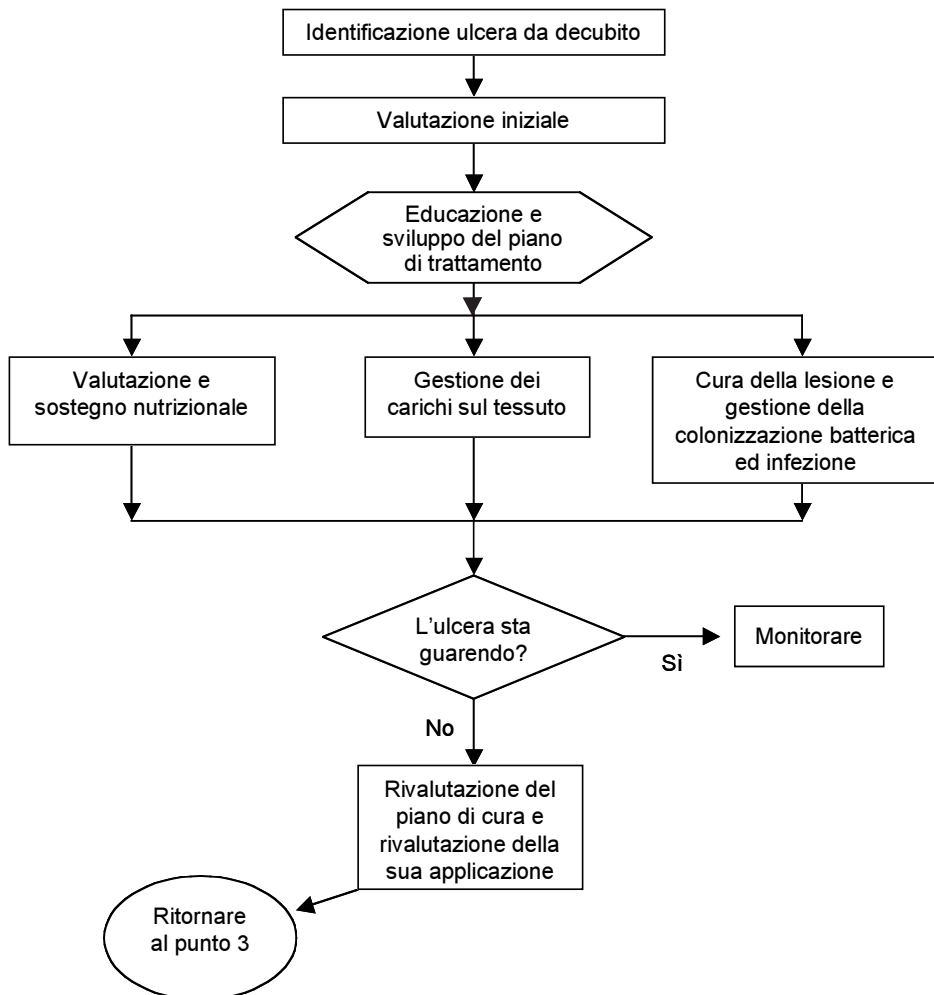 Identificazione ulcera da decubito
Valutazione iniziale
Educazione e
sviluppo del piano
di trattamento
Valutazione e
sostegno nutrizionale
Gestione dei
carichi sul tessuto
Cura della lesione e
gestione della
colonizzazione batterica
ed infezione
L'ulcera sta
guarendo?
Sì
Monitorare
No
Rivalutazione del
piano di cura e
rivalutazione della
sua applicazione
Ritornare
al punto 3